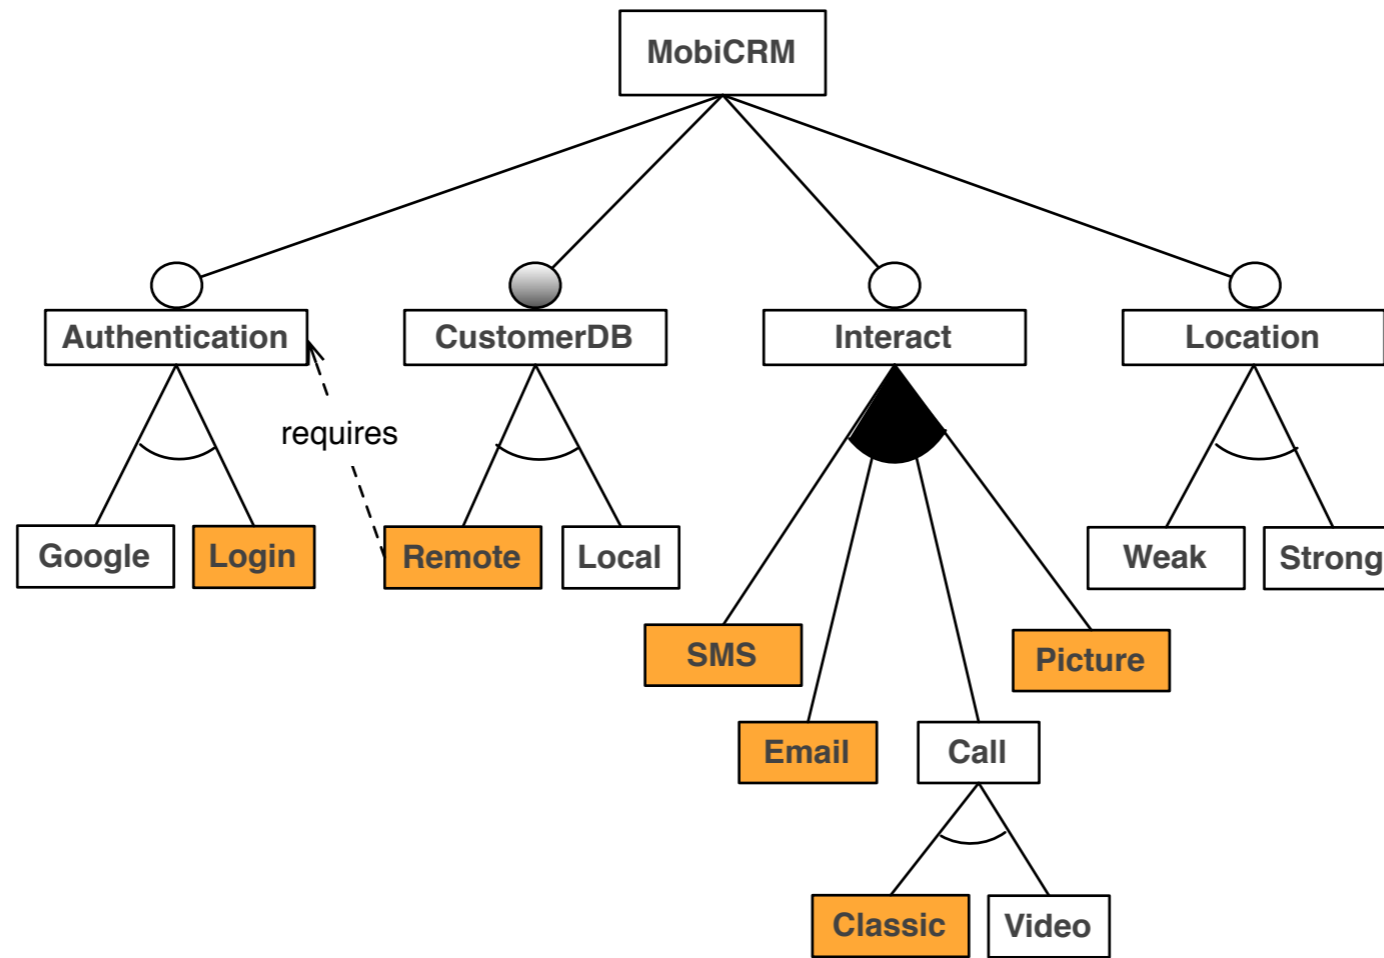 MobiCRM
Authentication
CustomerDB
Interact
Location
requires
Google
Login
Remote
Local
Weak
Strong
SMS
Picture
Email
Call
Classic
Video